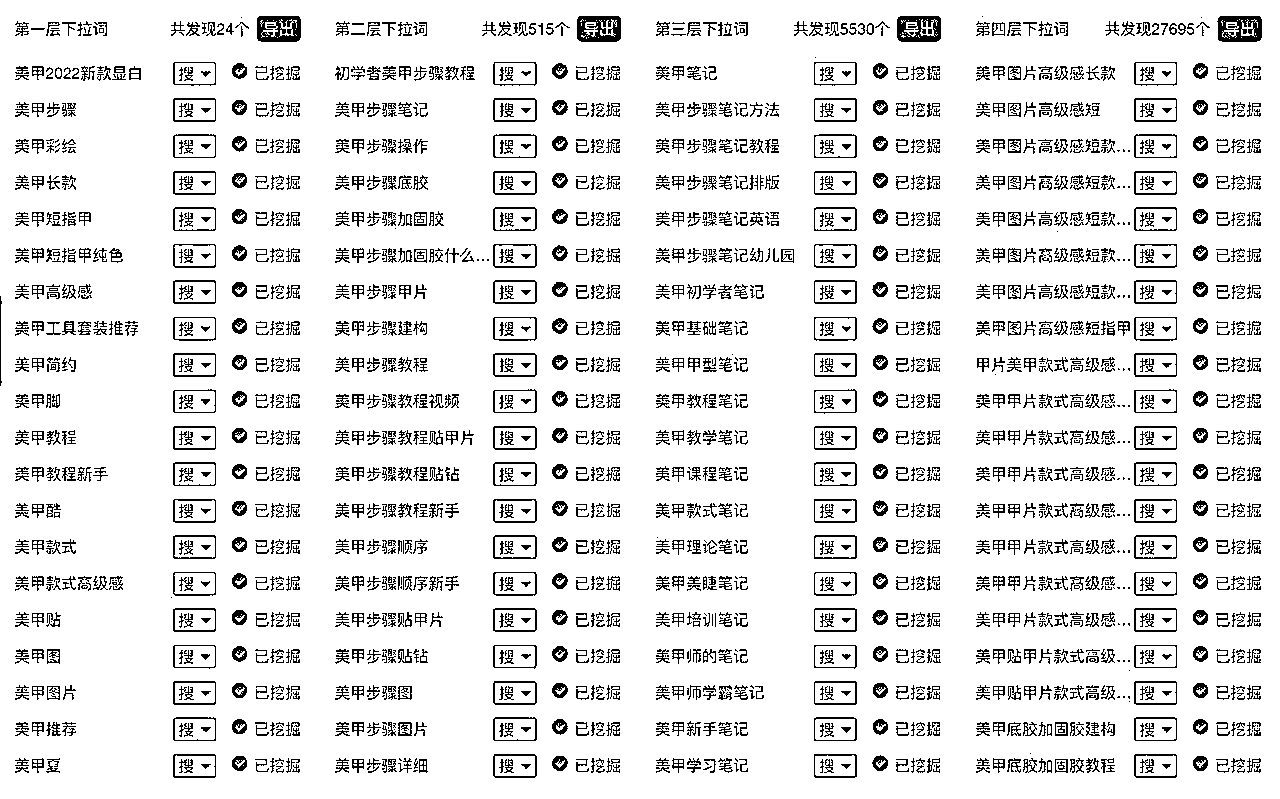 第一层下拉词 共发现24个 导出 第二层下拉词 共发现515个 导出 第三层下拉词 共发现5530个 导出 第四层下拉词 共发现27695个 导出
美甲2022新款显白 搜 已挖掘 初学者美甲步骤教程 搜 已挖掘 美甲笔记 搜 已挖掘 美甲图片高级感长款 搜 已挖掘
美甲步骤 搜 已挖掘 美甲步骤笔记 搜 已挖掘 美甲步骤笔记方法 搜 已挖掘 美甲图片高级感短 搜 已挖掘
美甲彩绘 搜 已挖掘 美甲步骤操作 搜 已挖掘 美甲步骤笔记教程 搜 已挖掘 美甲图片高级感短款... 搜 已挖掘
美甲长款 搜 已挖掘 美甲步骤底胶 搜 已挖掘 美甲步骤笔记排版 搜 已挖掘 美甲图片高级感短款... 搜 已挖掘
美甲短指甲 搜 已挖掘 美甲步骤加固胶 搜 已挖掘 美甲步骤笔记英语 搜 已挖掘 美甲图片高级感短款... 搜 已挖掘
美甲短指甲纯色 搜 已挖掘 美甲步骤加固胶什么... 搜 已挖掘 美甲步骤笔记幼儿园 搜 已挖掘 美甲图片高级感短款... 搜 已挖掘
美甲高级感 搜 已挖掘 美甲步骤甲片 搜 已挖掘 美甲初学者笔记 搜 已挖掘 美甲图片高级感短款... 搜 已挖掘
美甲工具套装推荐 搜 已挖掘 美甲步骤建构 搜 已挖掘 美甲基础笔记 搜 已挖掘 美甲图片高级感短指甲 搜 已挖掘
美甲简约 搜 已挖掘 美甲步骤教程 搜 已挖掘 美甲甲型笔记 搜 已挖掘 甲片美甲款式高级感... 搜 已挖掘
美甲脚 搜 已挖掘 美甲步骤教程视频 搜 已挖掘 美甲教程笔记 搜 已挖掘 美甲甲片款式高级感... 搜 已挖掘
美甲教程 搜 已挖掘 美甲步骤教程贴甲片 搜 已挖掘 美甲教学笔记 搜 已挖掘 美甲甲片款式高级感... 搜 已挖掘
美甲教程新手 搜 已挖掘 美甲步骤教程贴钻 搜 已挖掘 美甲课程笔记 搜 已挖掘 美甲甲片款式高级感... 搜 已挖掘
美甲酷 搜 已挖掘 美甲步骤教程新手 搜 已挖掘 美甲款式笔记 搜 已挖掘 美甲甲片款式高级感... 搜 已挖掘
美甲款式 搜 已挖掘 美甲步骤顺序 搜 已挖掘 美甲理论笔记 搜 已挖掘 美甲甲片款式高级感... 搜 已挖掘
美甲款式高级感 搜 已挖掘 美甲步骤顺序新手 搜 已挖掘 美甲美睫笔记 搜 已挖掘 美甲甲片款式高级感... 搜 已挖掘
美甲贴 搜 已挖掘 美甲步骤贴甲片 搜 已挖掘 美甲培训笔记 搜 已挖掘 美甲甲片款式高级感... 搜 已挖掘
美甲图 搜 已挖掘 美甲步骤贴钻 搜 已挖掘 美甲师的笔记 搜 已挖掘 美甲贴甲片款式高级... 搜 已挖掘
美甲图片 搜 已挖掘 美甲步骤图 搜 已挖掘 美甲师学霸笔记 搜 已挖掘 美甲贴甲片款式高级... 搜 已挖掘
美甲推荐 搜 已挖掘 美甲步骤图片 搜 已挖掘 美甲新手笔记 搜 已挖掘 美甲底胶加固胶建构 搜 已挖掘
美甲夏 搜 已挖掘 美甲步骤详细 搜 已挖掘 美甲学习笔记 搜 已挖掘 美甲底胶加固胶教程 搜 已挖掘